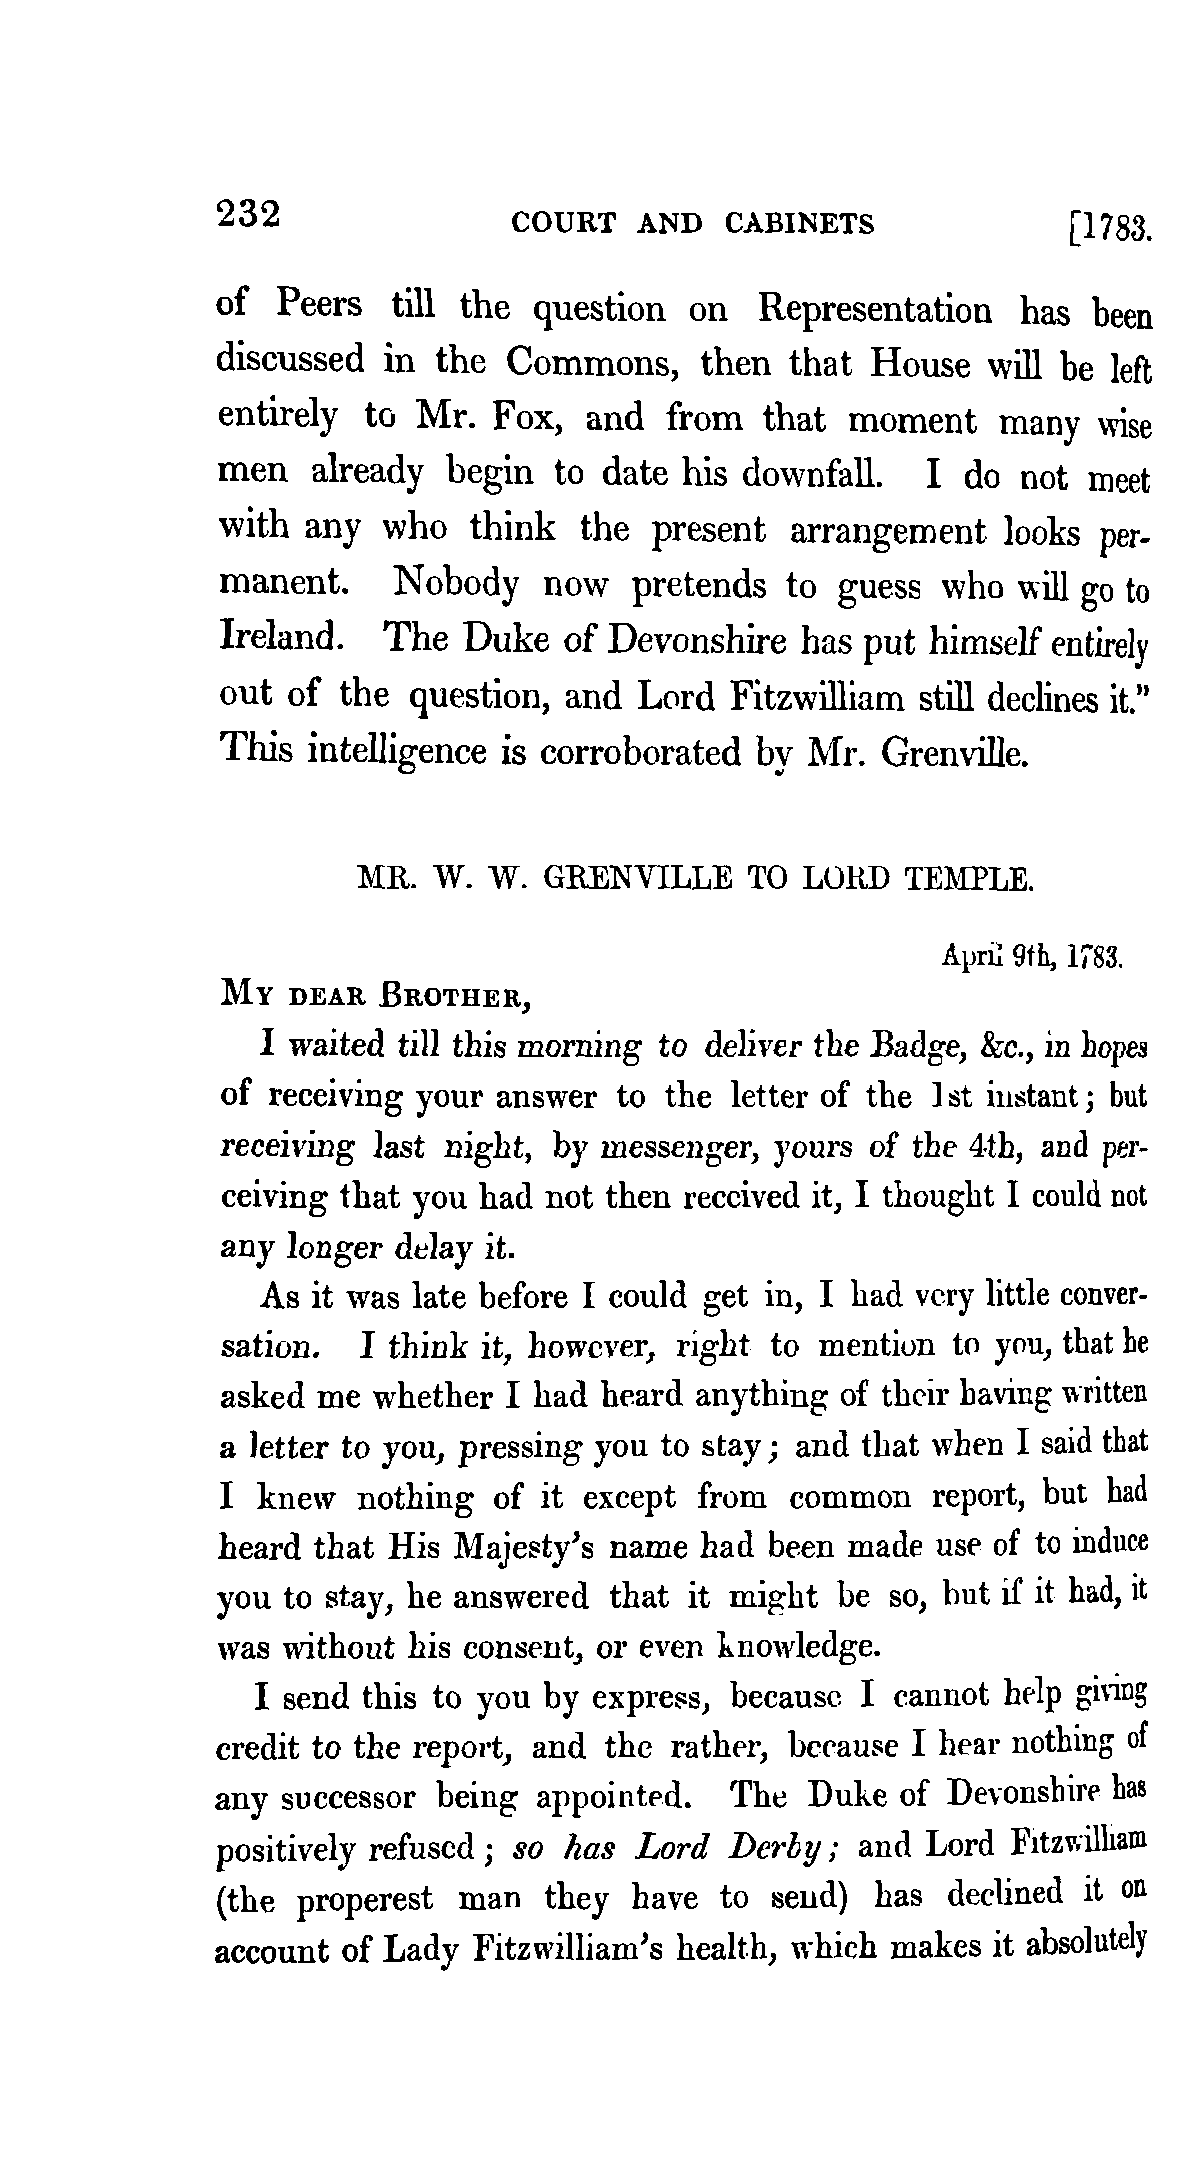 232 COURT AND CABINETS [1783.
of Peers till the question on Representation has been
discussed in the Commons, then that House will be left
entirely to Mr. Fox, and from that moment many wise
men already begin to date his downfall. I do not meet
with any who think the present arrangement looks per-
manent. Nobody now pretends to guess who will go to
Ireland. The Duke of Devonshire has put himself entirely
out of the question, and Lord Fitzwilliam still declines it."
This intelligence is corroborated by Mr. Grenville.
MR. W. W. GRENVILLE TO LORD TEMPLE.
April 9th, 1783.
MY DEAR BROTHER,
I waited till this morning to deliver the Badge, &c., in hopes
of receiving your answer to the letter of the 1st instant; but
receiving last night, by messenger, yours of the 4th, and per-
ceiving that you had not then received it, I thought I could not
any longer delay it.
As it was late before I could get in, I had very little conver-
sation. I think it, however, right to mention to you, that he
asked me whether I had heard anything of their having written
a letter to you, pressing you to stay; and that when I said that
I knew nothing of it except from common report, but had
heard that His Majesty's name had been made use of to induce
you to stay, he answered that it might be so, but if it had, it
was without his consent, or even knowledge.
I send this to you by express, because I cannot help giving
credit to the report, and the rather, because I hear nothing of
any successor being appointed. The Duke of Devonshire has
positively refused; so has Lord Derby; and Lord Fitzwilliam
(the properest man they have to send) has declined it on
account of Lady Fitzwilliam's health, which makes it absolutely